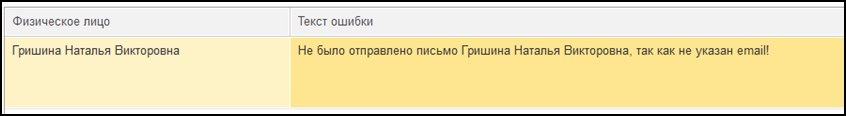 Физическое лицо Текст ошибки
Гришина Наталья Викторовна Не было отправлено письмо Гришина Наталья Викторовна, так как не указан email!